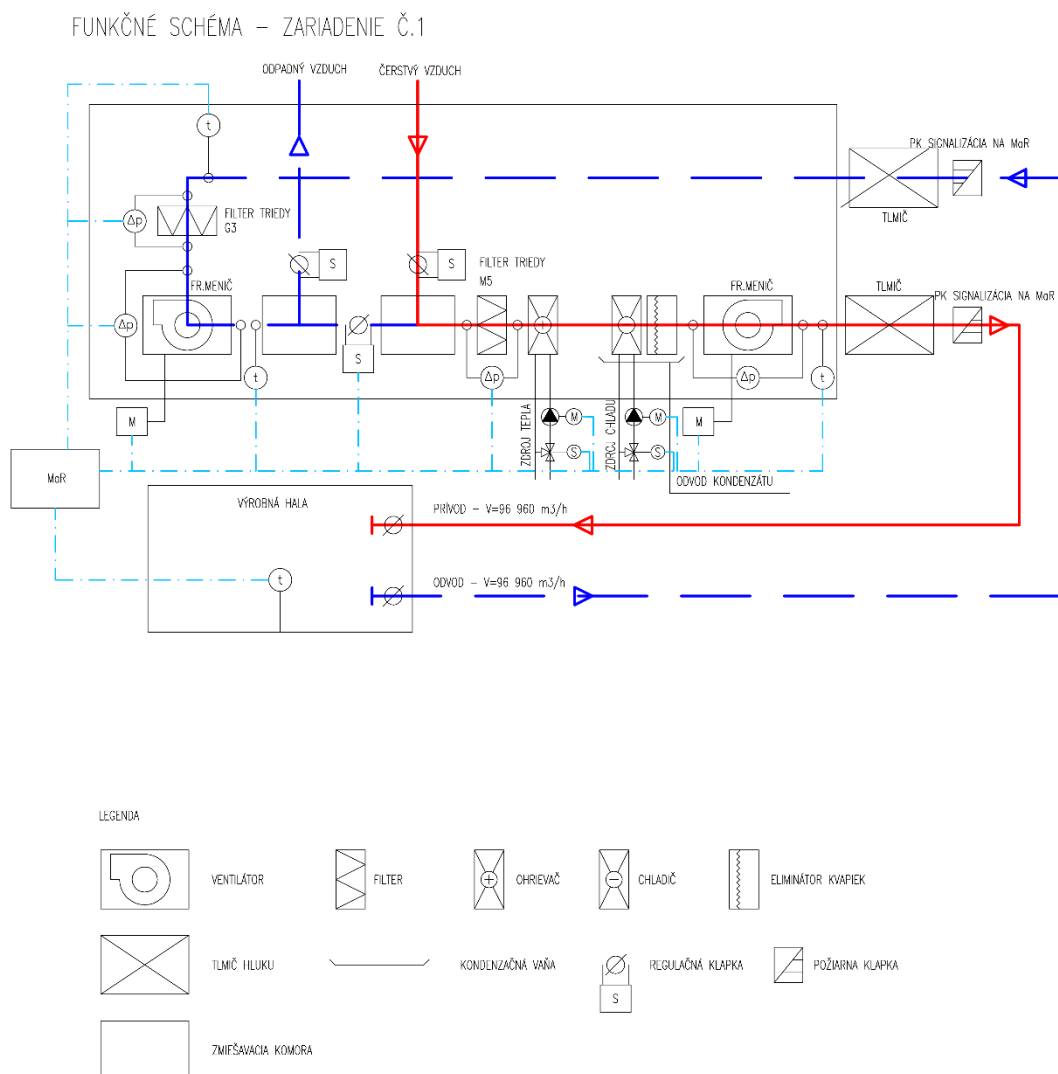 FUNKČNÉ SCHÉMA – ZARIADENIE Č.1
ODPADNÝ VZDUCH
ČERSTVÝ VZDUCH
t
PK SIGNALIZÁCIA NA MaR
TLMIČ
Δp
FILTER TRIEDY
G3
S
S
FILTER TRIEDY
M5
FR.MENIČ
FR.MENIČ
TLMIČ
PK SIGNALIZÁCIA NA MaR
Δp
S
t
Δp
Δp
t
M
ZDROJ TEPLA
M
S
ZDROJ CHLADU
M
S
M
MaR
ODVOD KONDENZÁTU
VÝROBNÁ HALA
PRÍVOD – V=96 960 m3/h
t
ODVOD – V=96 960 m3/h
LEGENDA
VENTILÁTOR
FILTER
OHRIEVAČ
CHLADIČ
ELIMINÁTOR KVAPIEK
TLMIČ HLUKU
KONDENZAČNÁ VAŇA
S
REGULAČNÁ KLAPKA
POŽIARNA KLAPKA
ZMIEŠAVACIA KOMORA